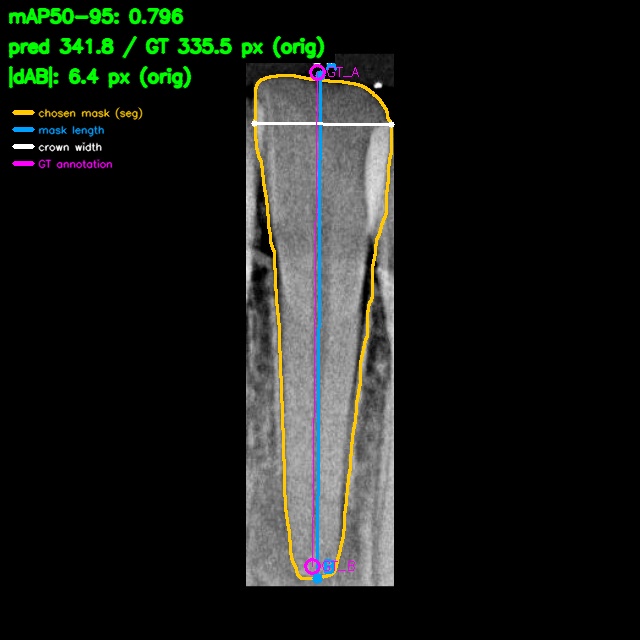 mAP50-95: 0.796
pred 341.8 / GT 335.5 px (orig)
|dAB|: 6.4 px (orig)
chosen mask (seg)
mask length
crown width
GT annotation
GT_A